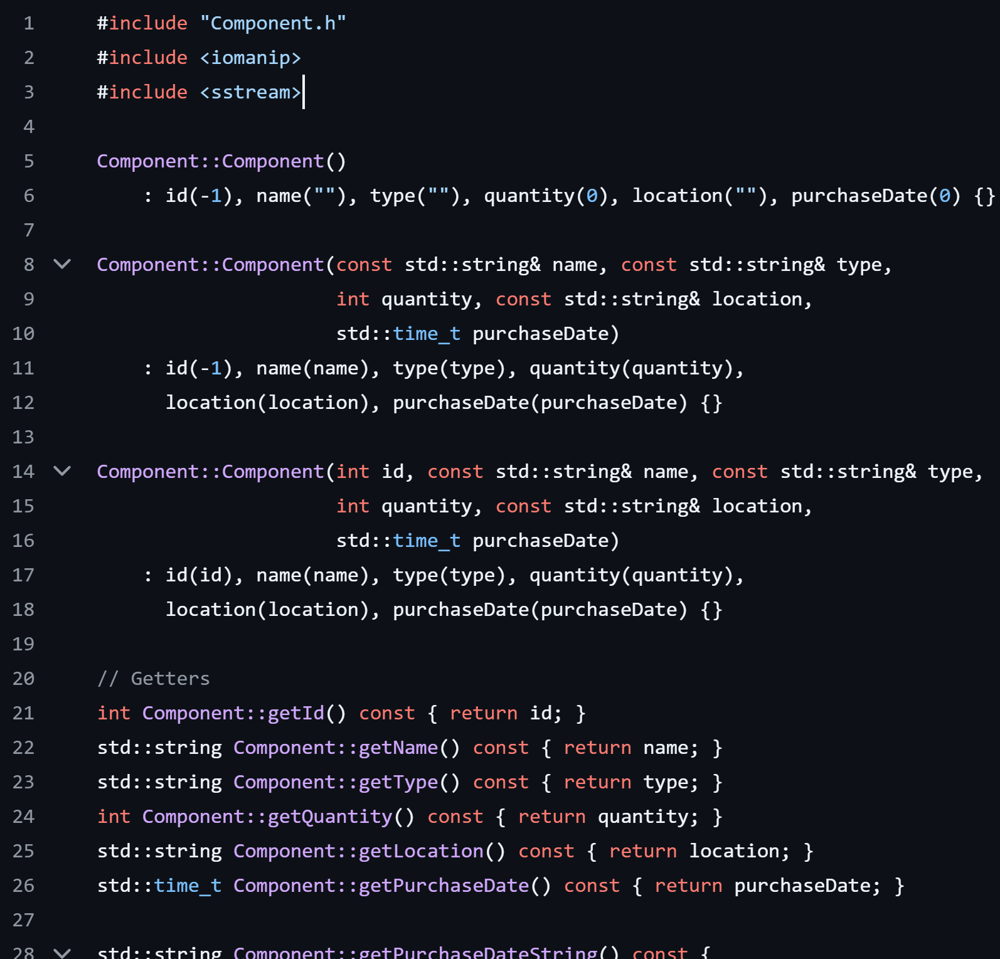 1 #include "Component.h"
2 #include <iomanip>
3 #include <sstream>
4
5 Component::Component()
6     : id(-1), name(""), type(""), quantity(0), location(""), purchaseDate(0) {}
7
8 Component::Component(const std::string& name, const std::string& type,
9                      int quantity, const std::string& location,
10                      std::time_t purchaseDate)
11     : id(-1), name(name), type(type), quantity(quantity),
12       location(location), purchaseDate(purchaseDate) {}
13
14 Component::Component(int id, const std::string& name, const std::string& type,
15                      int quantity, const std::string& location,
16                      std::time_t purchaseDate)
17     : id(id), name(name), type(type), quantity(quantity),
18       location(location), purchaseDate(purchaseDate) {}
19
20 // Getters
21 int Component::getId() const { return id; }
22 std::string Component::getName() const { return name; }
23 std::string Component::getType() const { return type; }
24 int Component::getQuantity() const { return quantity; }
25 std::string Component::getLocation() const { return location; }
26 std::time_t Component::getPurchaseDate() const { return purchaseDate; }
27
28 std::string Component::getPurchaseDateString() const {